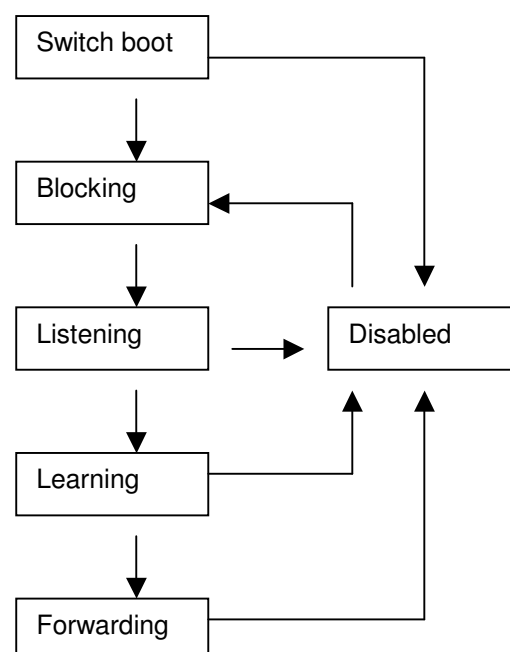 Switch boot
Blocking
Listening
Disabled
Learning
Forwarding